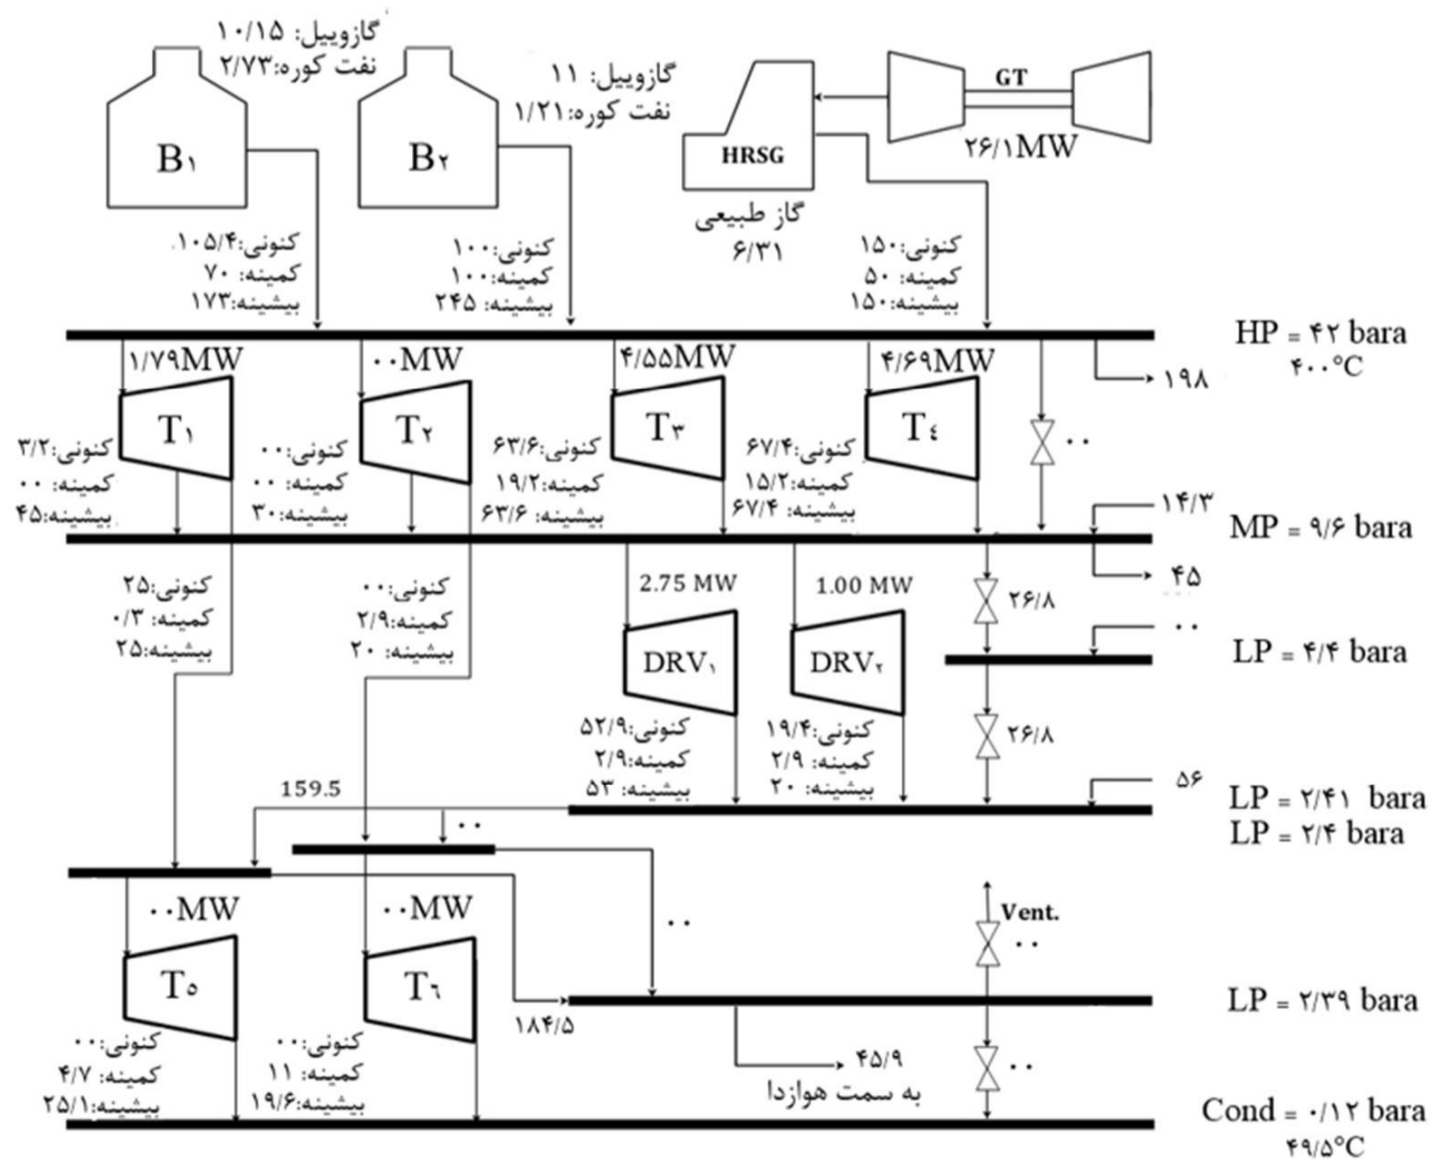 گازوییل: ۱۰/۱۵
نفت کوره:۲/۷۳
گازوییل: ۱۱
نفت کوره:۱/۲۱
B۱
B۲
HRSG
GT
۲۶/۱MW
گاز طبیعی
۶/۳۱
کنونی:۱۰۵/۴
کمینه: ۷۰
بیشینه:۱۷۳
کنونی:۱۰۰
کمینه:۱۰۰
بیشینه: ۲۴۵
کنونی:۱۵۰
کمینه: ۵۰
بیشینه:۱۵۰
HP = ۴۲ bara
۴۰۰°C
۱/۷۹MW
۰۰MW
۴/۵۵MW
۴/۶۹MW
۱۹۸
T۱
T۲
T۳
T٤
۰۰
کنونی:۳/۲
کمینه: ۰۰
بیشینه:۴۵
کنونی:۰۰
کمینه: ۰۰
بیشینه:۳۰
کنونی:۶۳/۶
کمینه:۱۹/۲
بیشینه: ۶۳/۶
کنونی:۶۷/۴
کمینه:۱۵/۲
بیشینه: ۶۷/۴
۱۴/۳
MP = ۹/۶ bara
۴۵
کنونی:۲۵
کمینه: ۰/۳
بیشینه:۲۵
کنونی:۰۰
کمینه:۲/۹
بیشینه: ۲۰
2.75 MW
1.00 MW
۲۶/۸
۰۰
LP = ۴/۴ bara
DRV۱
DRV۲
کنونی:۵۲/۹
کمینه:۲/۹
بیشینه: ۵۳
کنونی:۱۹/۴
کمینه: ۲/۹
بیشینه: ۲۰
۲۶/۸
۵۶
LP = ۲/۴۱ bara
LP = ۲/۴ bara
159.5
۰۰
۰۰MW
۰۰MW
۰۰
Vent.
۰۰
T۵
T٦
۱۸۴/۵
LP = ۲/۳۹ bara
کنونی:۰۰
کمینه: ۴/۷
بیشینه:۲۵/۱
کنونی:۰۰
کمینه: ۱۱
بیشینه:۱۹/۶
۴۵/۹
به سمت هوازدا
۰۰
Cond = ۰/۱۲ bara
۴۹/۵°C